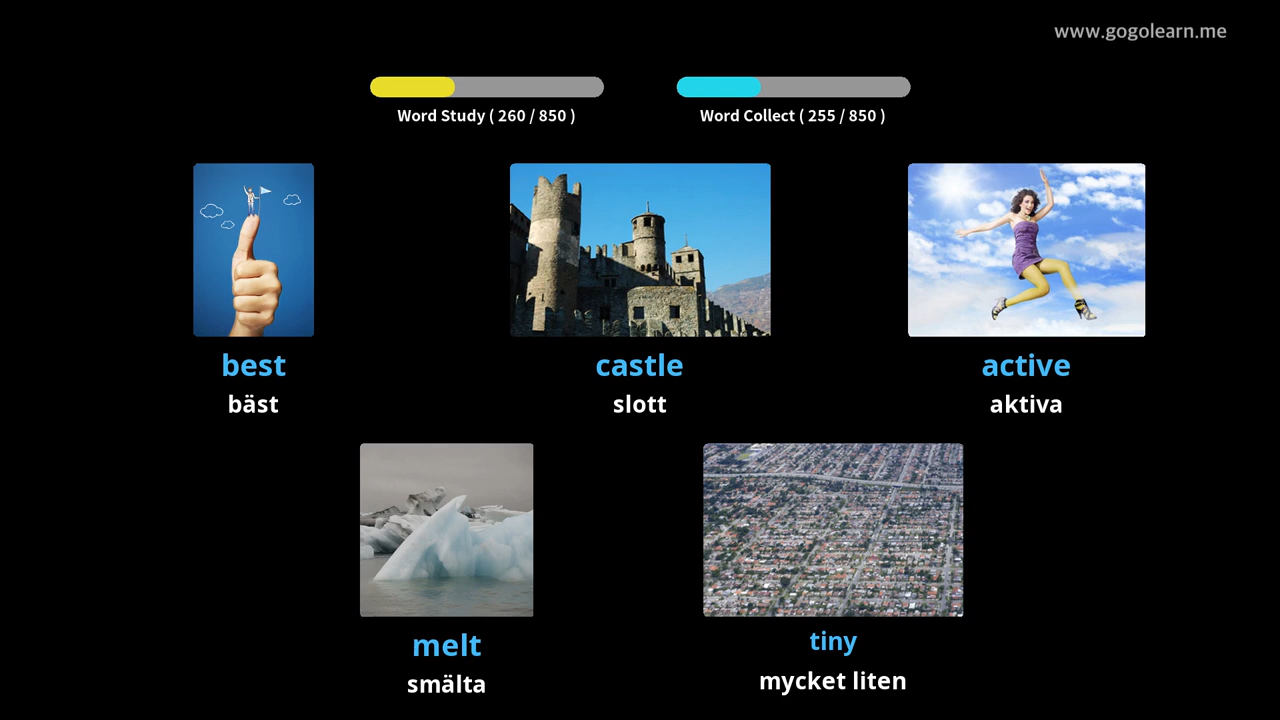 www.gogolearn.me
Word Study ( 260 / 850 )
Word Collect ( 255 / 850 )
best
bäst
castle
slott
active
aktiva
melt
smälta
tiny
mycket liten